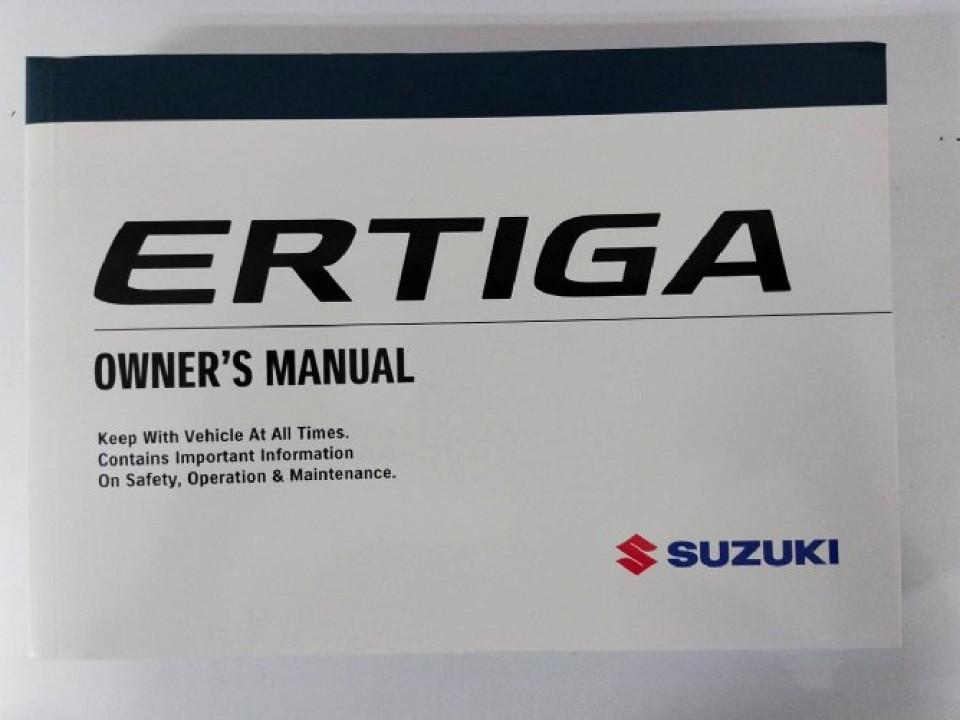 ERTIGA
OWNER'S MANUAL
Keep With Vehicle At All Times.
Contains Important Information
On Safety, Operation & Maintenance.
SUZUKI